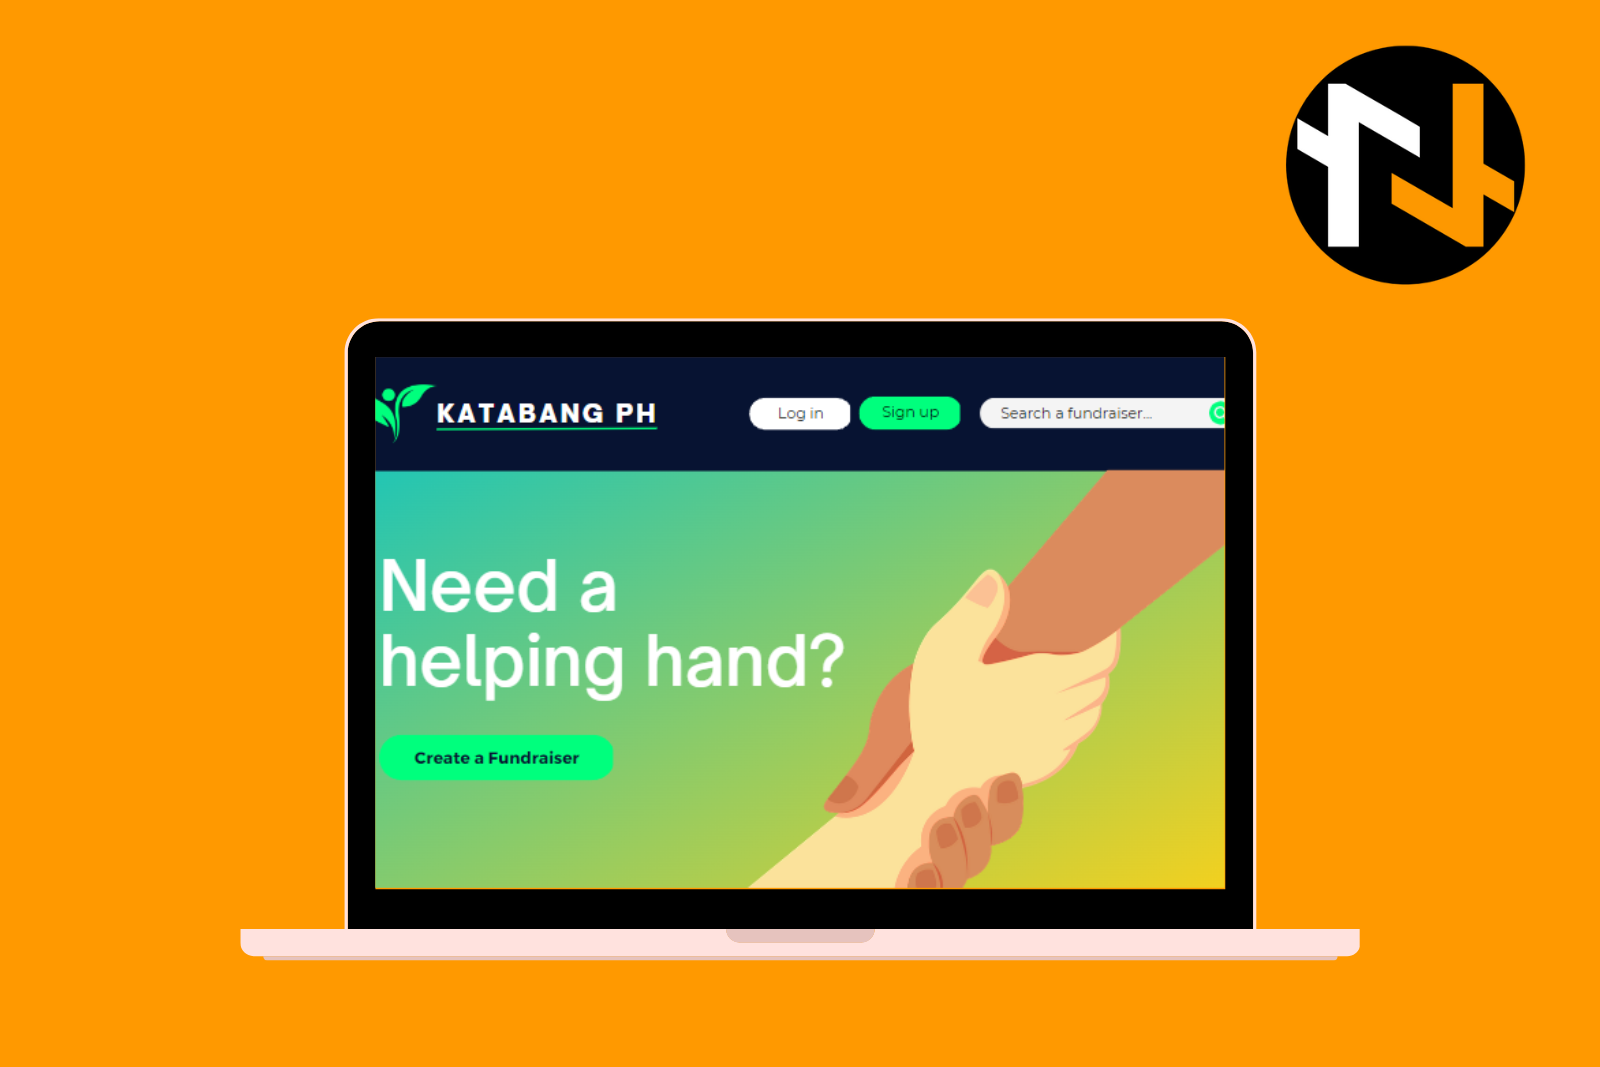 KATABANG PH
Log in
Sign up
Search a fundraiser...
Need a
helping hand?
Create a Fundraiser